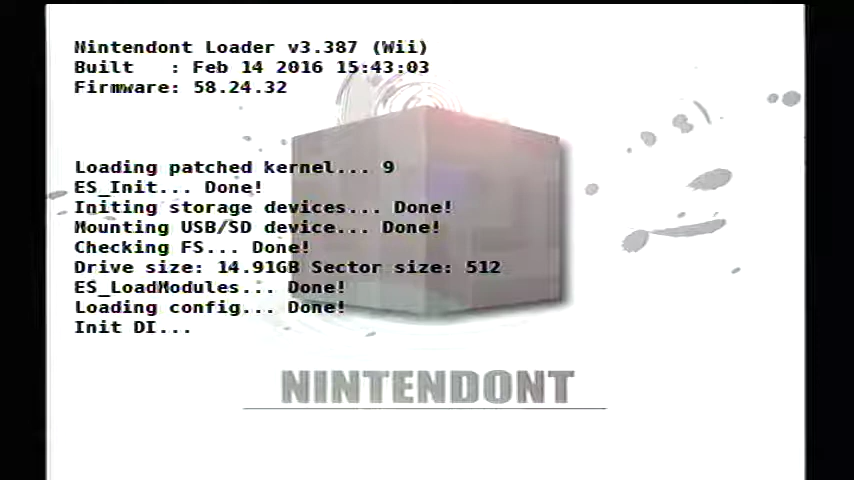 Nintendont Loader v3.387 (Wii)
Built   : Feb 14 2016 15:43:03
Firmware: 58.24.32
Loading patched kernel... 9
ES_Init... Done!
Initing storage devices... Done!
Mounting USB/SD device... Done!
Checking FS... Done!
Drive size: 14.91GB Sector size: 512
ES_LoadModules... Done!
Loading config... Done!
Init DI...
NINTENDONT